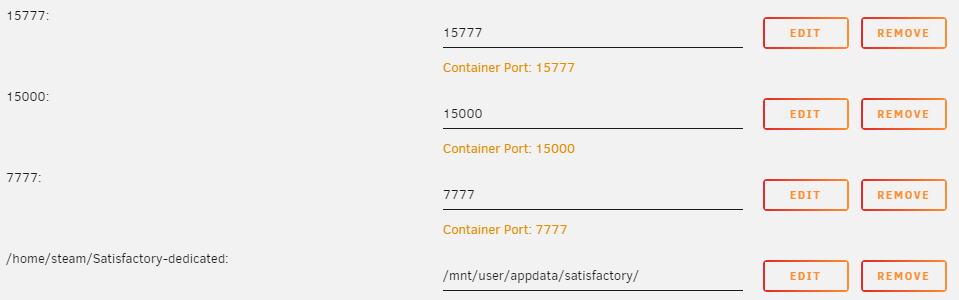 15777:
15777 EDIT REMOVE
Container Port: 15777
15000:
15000 EDIT REMOVE
Container Port: 15000
7777:
7777 EDIT REMOVE
Container Port: 7777
/home/steam/Satisfactory-dedicated:
/mnt/user/appdata/satisfactory/ EDIT REMOVE